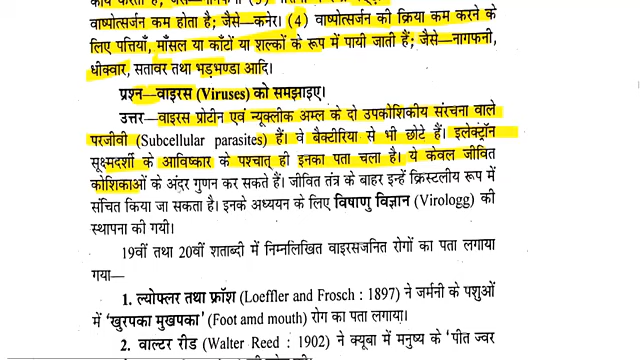 वाष्पोत्सर्जन कम होता है; जैसे—कनेर। (4) वाष्पोत्सर्जन की क्रिया कम करने के
लिए पत्तियाँ, माँसल या काँटों या शल्कों के रूप में पायी जाती हैं; जैसे—नागफनी,
धीक्वार, सतावर तथा भड़भण्डा आदि।
प्रश्न—वाइरस (Viruses) को समझाइए।
उत्तर—वाइरस प्रोटीन एवं न्यूक्लीक अम्ल के दो उपकोशिकीय संरचना वाले
परजीवी (Subcellular parasites) हैं। वे बैक्टीरिया से भी छोटे हैं। इलेक्ट्रॉन
सूक्ष्मदर्शी के आविष्कार के पश्चात् ही इनका पता चला है। ये केवल जीवित
कोशिकाओं के अंदर गुणन कर सकते हैं। जीवित तंत्र के बाहर इन्हें क्रिस्टलीय रूप में
संचित किया जा सकता है। इनके अध्ययन के लिए विषाणु विज्ञान (Virologg) की
स्थापना की गयी।
19वीं तथा 20वीं शताब्दी में निम्नलिखित वाइरसजनित रोगों का पता लगाया
गया—
1. ल्योफ्लर तथा फ्रॉश (Loeffler and Frosch : 1897) ने जर्मनी के पशुओं
में 'खुरपका मुखपका' (Foot amd mouth) रोग का पता लगाया।
2. वाल्टर रीड (Walter Reed : 1902) ने क्यूबा में मनुष्य के 'पीत ज्वर